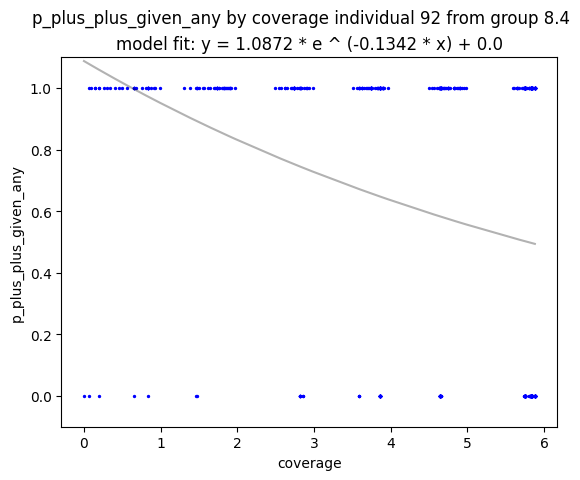 p_plus_plus_given_any by coverage individual 92 from group 8.4
model fit: y = 1.0872 * e ^ (-0.1342 * x) + 0.0
1.0
0.8
0.6
0.4
0.2
0.0
p_plus_plus_given_any
0 1 2 3 4 5 6
coverage